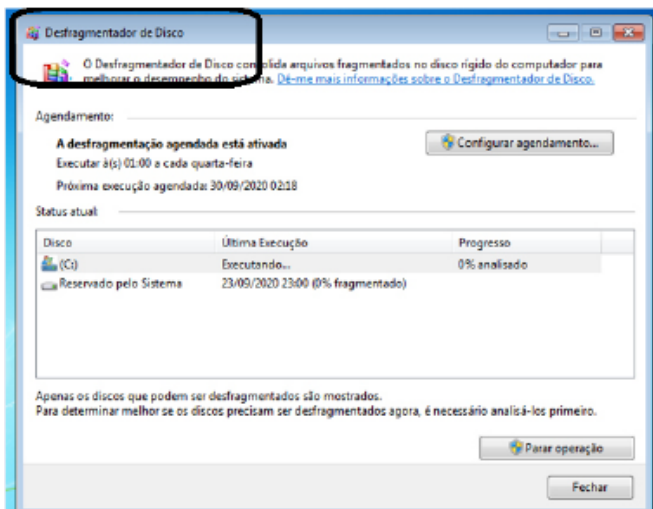 Desfragmentador de Disco
O Desfragmentador de Disco consolida arquivos fragmentados no disco rígido do computador para
melhorar o desempenho do sistema. Dê-me mais informações sobre o Desfragmentador de Disco.
Agendamento:
A desfragmentação agendada está ativada
Configurar agendamento...
Executar à(s) 01:00 a cada quarta-feira
Próxima execução agendada: 30/09/2020 02:18
Status atual:
Disco Última Execução Progresso
(C:) Executando... 0% analisado
Reservado pelo Sistema 23/09/2020 23:00 (0% fragmentado)
Apenas os discos que podem ser desfragmentados são mostrados.
Para determinar melhor se os discos precisam ser desfragmentados agora, é necessário analisá-los primeiro.
Parar operação
Fechar